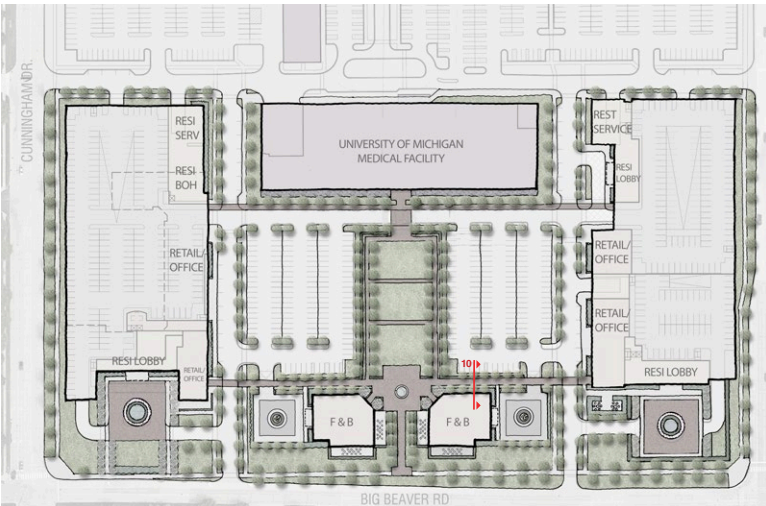 CUNNINGHAM DR.
RESI
SERV
RESI
BOH
RETAIL/
OFFICE
RESI LOBBY
RETAIL/
OFFICE
UNIVERSITY OF MICHIGAN
MEDICAL FACILITY
F & B
10
F & B
REST
SERVICE
RESI
LOBBY
RETAIL/
OFFICE
RETAIL/
OFFICE
RESI LOBBY
BIG BEAVER RD